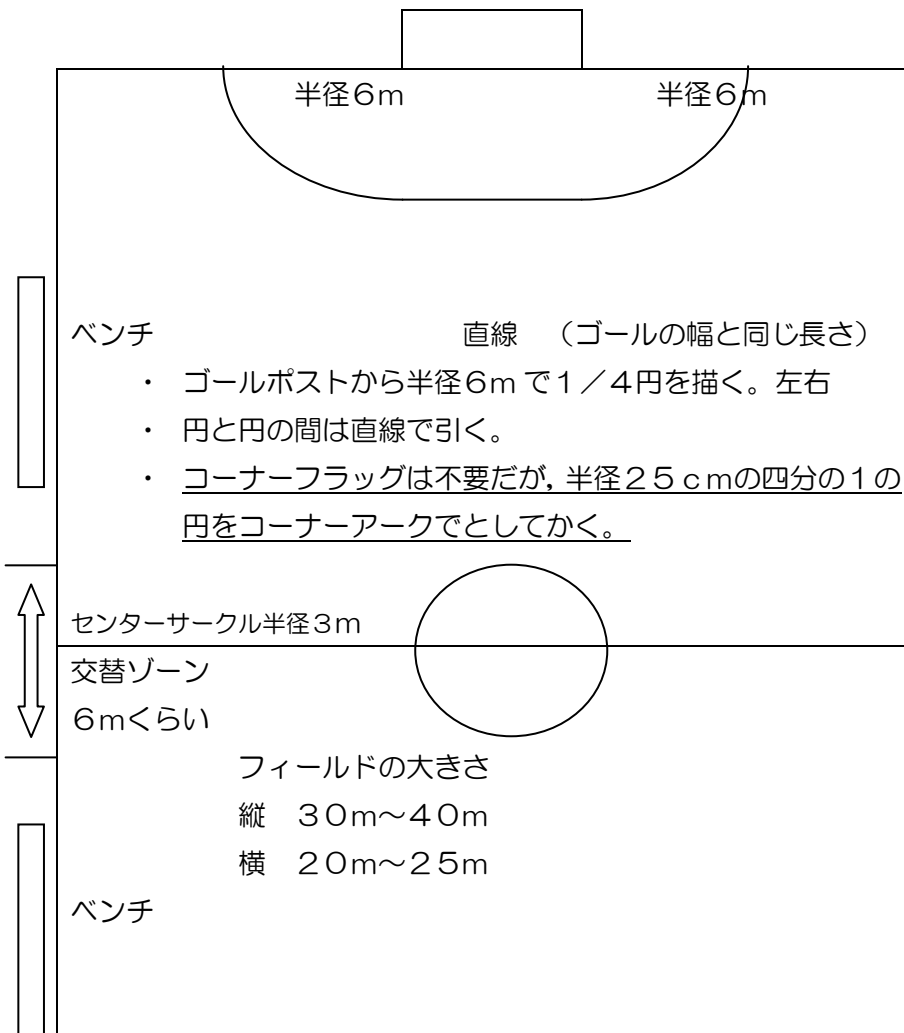 半径６ｍ　半径６ｍ
ベンチ　直線　（ゴールの幅と同じ長さ）
・　ゴールポストから半径６ｍで１／４円を描く。左右
・　円と円の間は直線で引く。
・　コーナーフラッグは不要だが，半径２５ｃｍの四分の１の
円をコーナーアークでとしてかく。
センターサークル半径３ｍ
交替ゾーン
６ｍくらい
フィールドの大きさ
縦　３０ｍ～４０ｍ
横　２０ｍ～２５ｍ
ベンチ